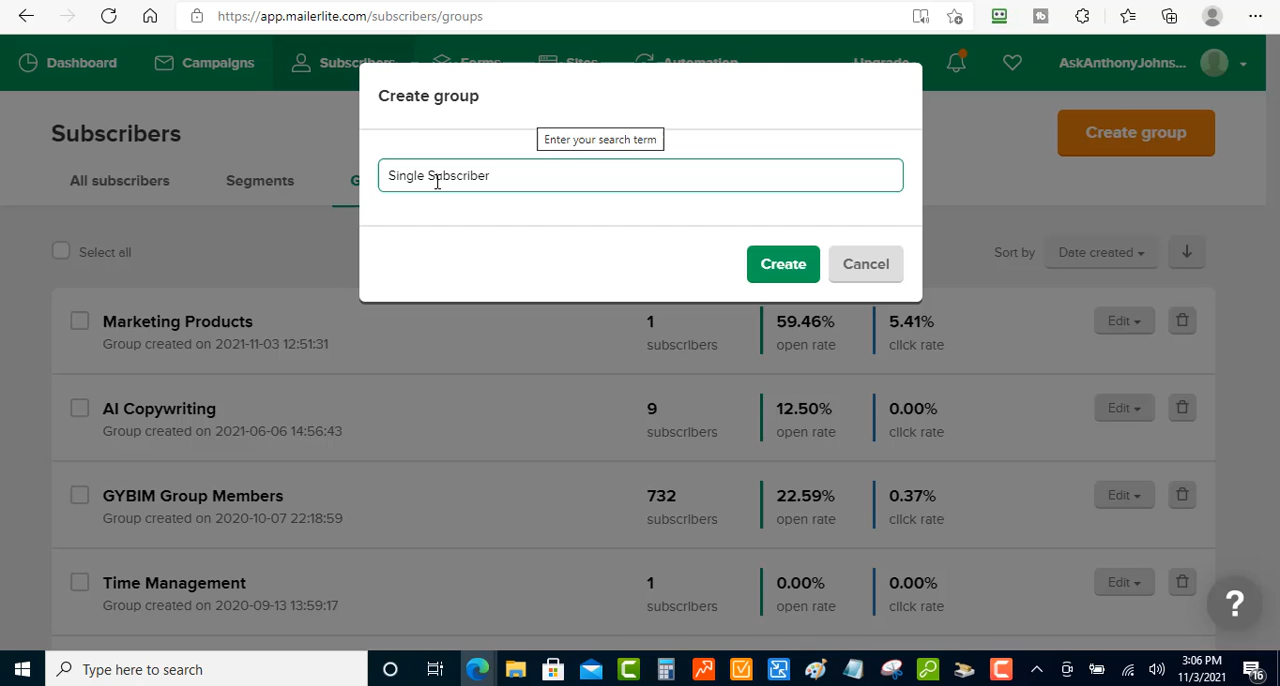 https://app.mailerlite.com/subscribers/groups
Dashboard
Campaigns
Subscribers
Forms
Sites
Automation
Upgrade
AskAnthonyJohns...
Create group
Enter your search term
Single Subscriber
Create
Cancel
Subscribers
Create group
All subscribers
Segments
G
Select all
Sort by
Date created
Marketing Products
1
59.46%
5.41%
Edit
Group created on 2021-11-03 12:51:31
subscribers
open rate
click rate
AI Copywriting
9
12.50%
0.00%
Edit
Group created on 2021-06-06 14:56:43
subscribers
open rate
click rate
GYBIM Group Members
732
22.59%
0.37%
Edit
Group created on 2020-10-07 22:18:59
subscribers
open rate
click rate
Time Management
1
0.00%
0.00%
Edit
Group created on 2020-09-13 13:59:17
subscribers
open rate
click rate
?
Type here to search
3:06 PM
11/3/2021
16